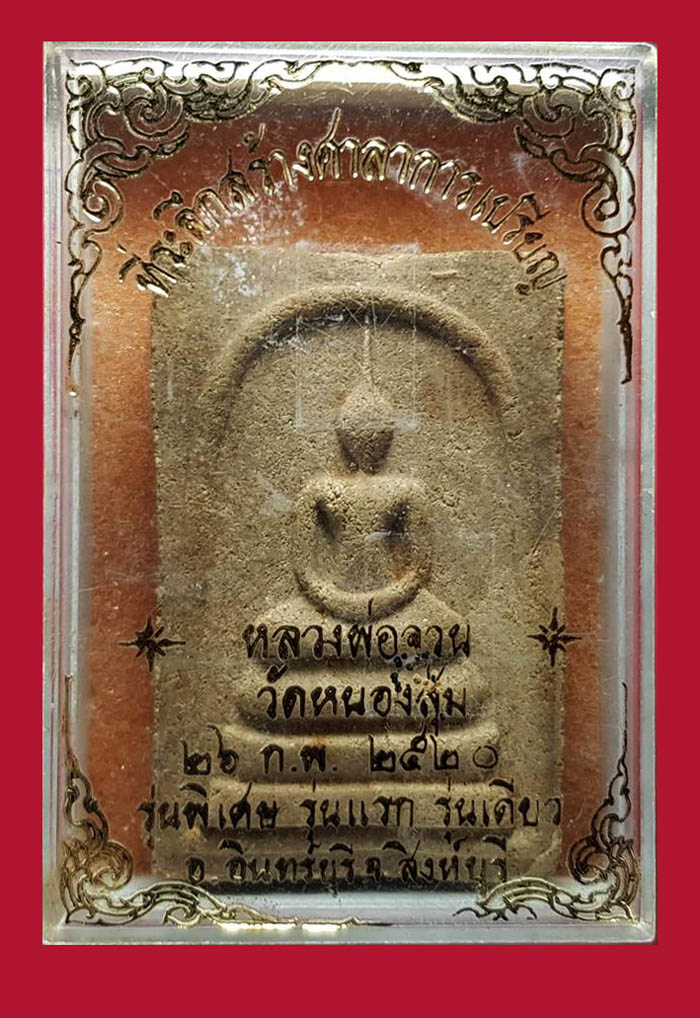 ที่ระลึกสร้างศาลาการเปรียญ
หลวงพ่อจวน
วัดหนองสุ่ม
๒๖ ก.พ. ๒๕๒๐
รุ่นพิเศษ รุ่นแรก รุ่นเดียว
อ.อินทร์บุรี จ.สิงห์บุรี